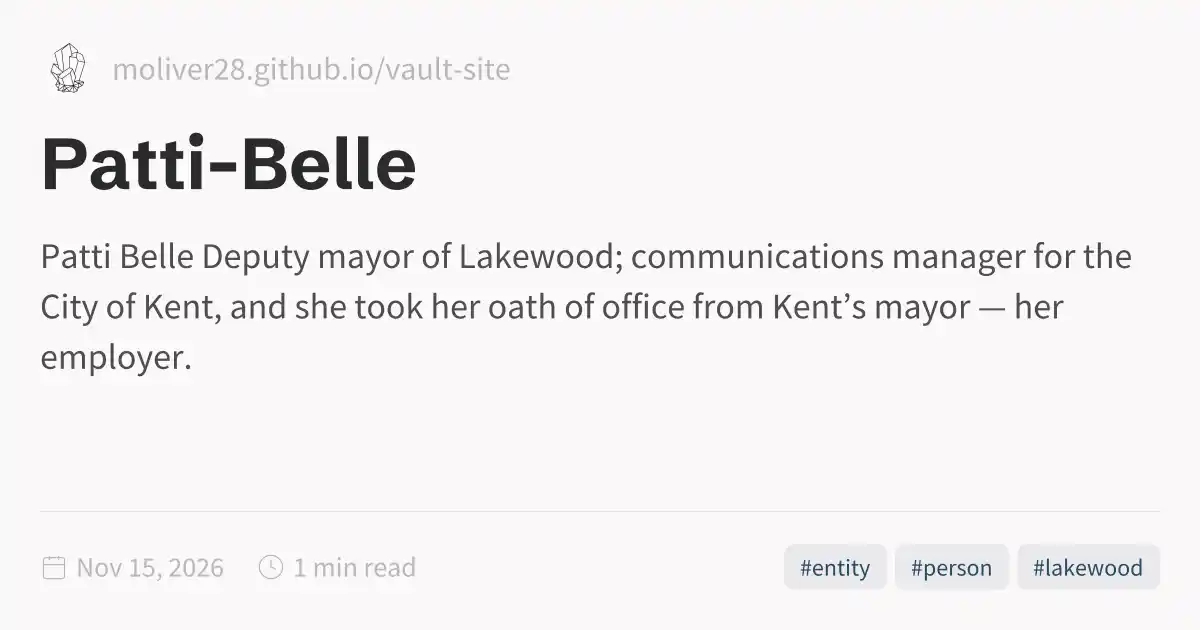 moliver28.github.io/vault-site
Patti-Belle
Patti Belle Deputy mayor of Lakewood; communications manager for the
City of Kent, and she took her oath of office from Kent’s mayor — her
employer.
Nov 15, 2026 1 min read #entity #person #lakewood